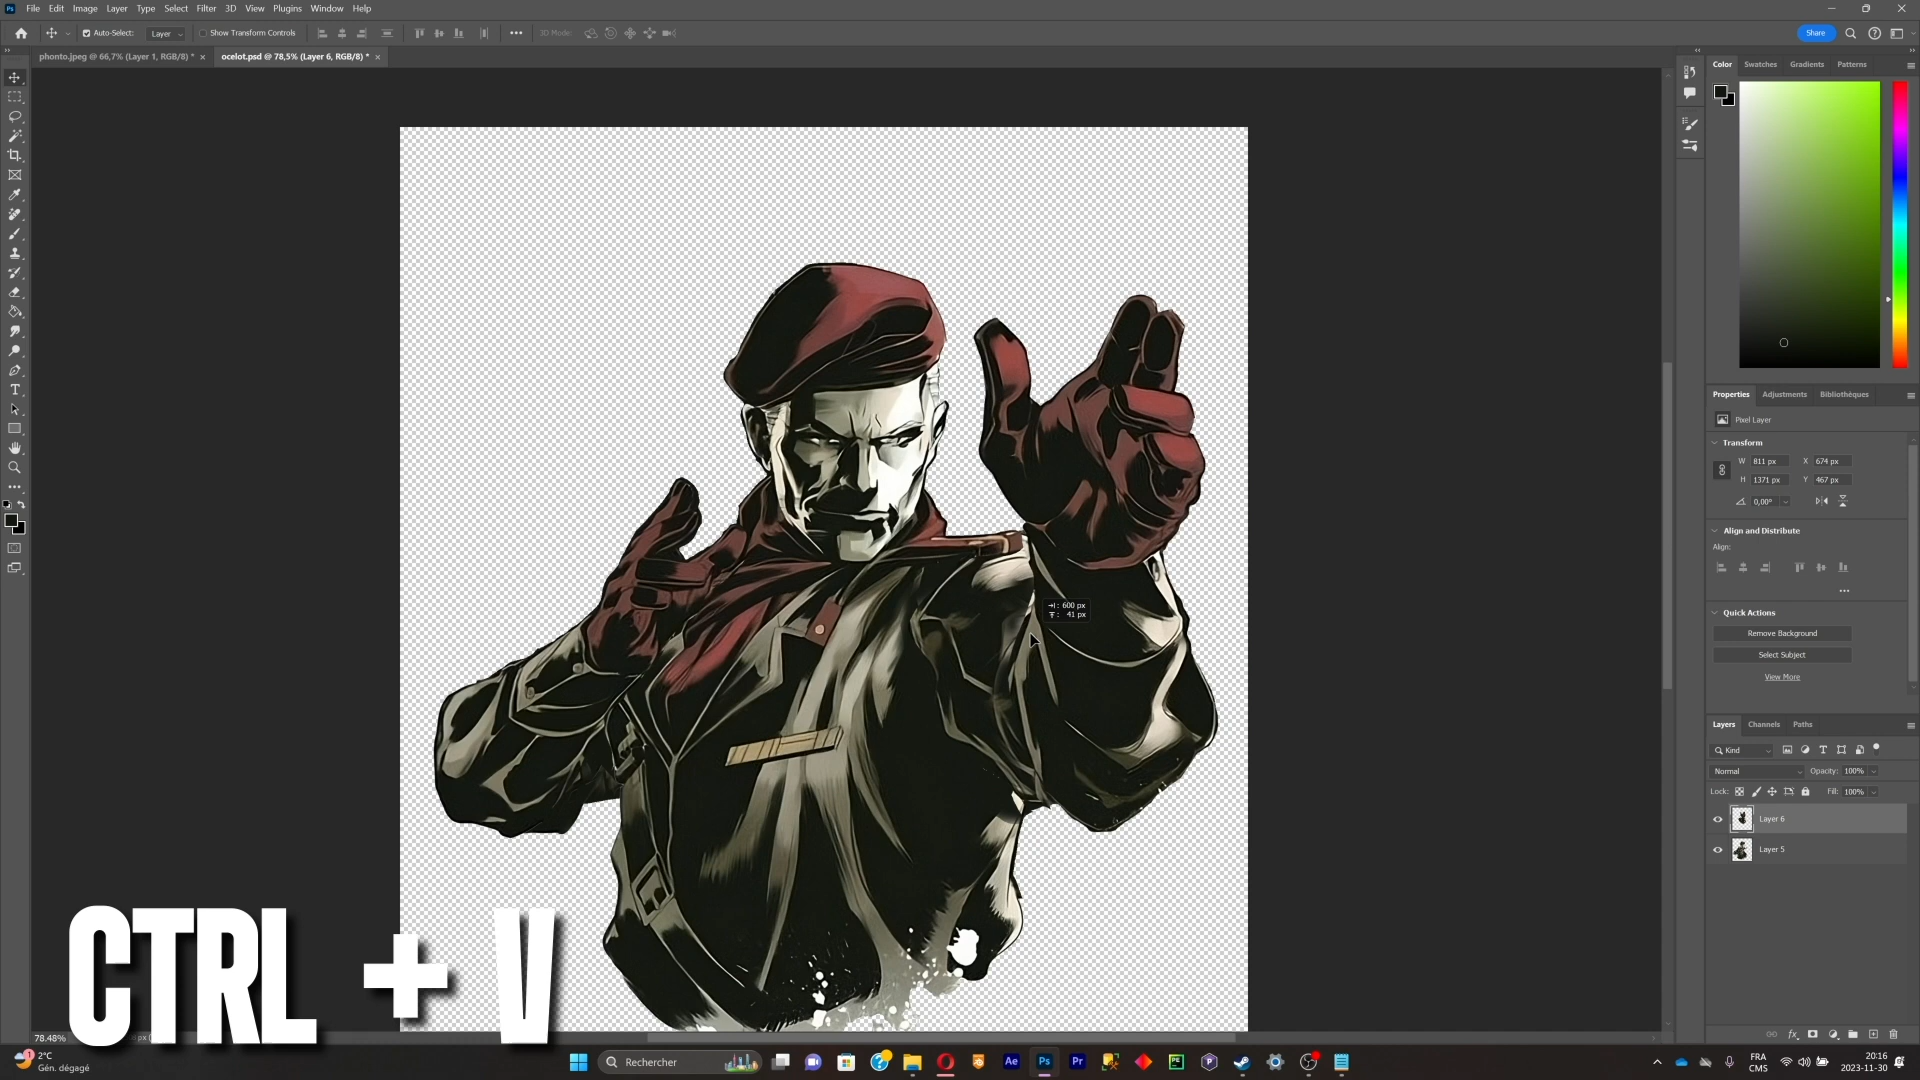 File Edit Image Layer Type Select Filter 3D View Plugins Window Help
Auto-Select: Layer Show Transform Controls 3D Mode: Share
phonto.jpeg @ 66,7% (Layer 1, RGB/8) * × ocelot.psd @ 78,5% (Layer 6, RGB/8) * ×
Color Swatches Gradients Patterns
Properties Adjustments Bibliothèques
Pixel Layer
Transform
W 811 px X 674 px
H 1371 px Y 467 px
0,00°
Align and Distribute
Align:
Quick Actions
Remove Background
Select Subject
View More
: 600 px
: 41 px
Layers Channels Paths
Kind
Normal Opacity: 100%
Lock: Fill: 100%
Layer 6
Layer 5
CTRL + V
78.48%
2°C
Gén. dégagé
Rechercher
FRA
CMS
20:16
2023-11-30